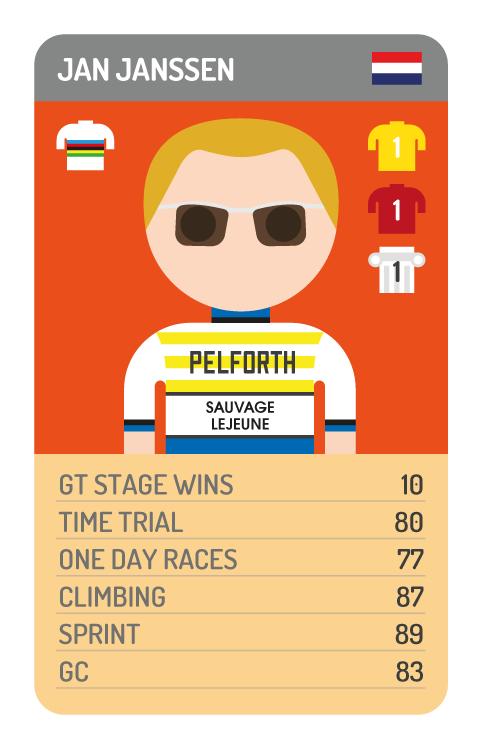 JAN JANSSEN
1
1
1
PELFORTH
SAUVAGE
LEJEUNE
GT STAGE WINS 10
TIME TRIAL 80
ONE DAY RACES 77
CLIMBING 87
SPRINT 89
GC 83